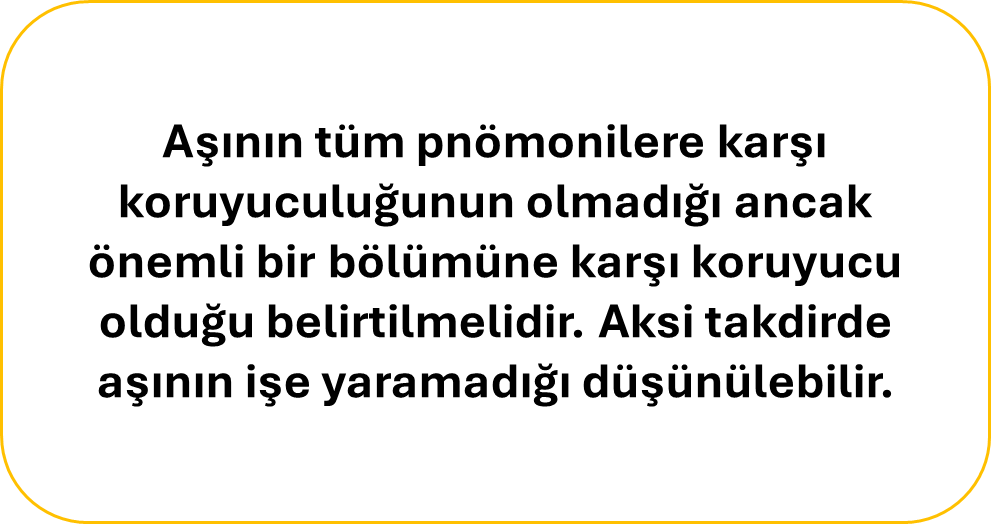 Aşının tüm pnömonilere karşı
koruyuculuğunun olmadığı ancak
önemli bir bölümüne karşı koruyucu
olduğu belirtilmelidir. Aksi takdirde
aşının işe yaramadığı düşünülebilir.